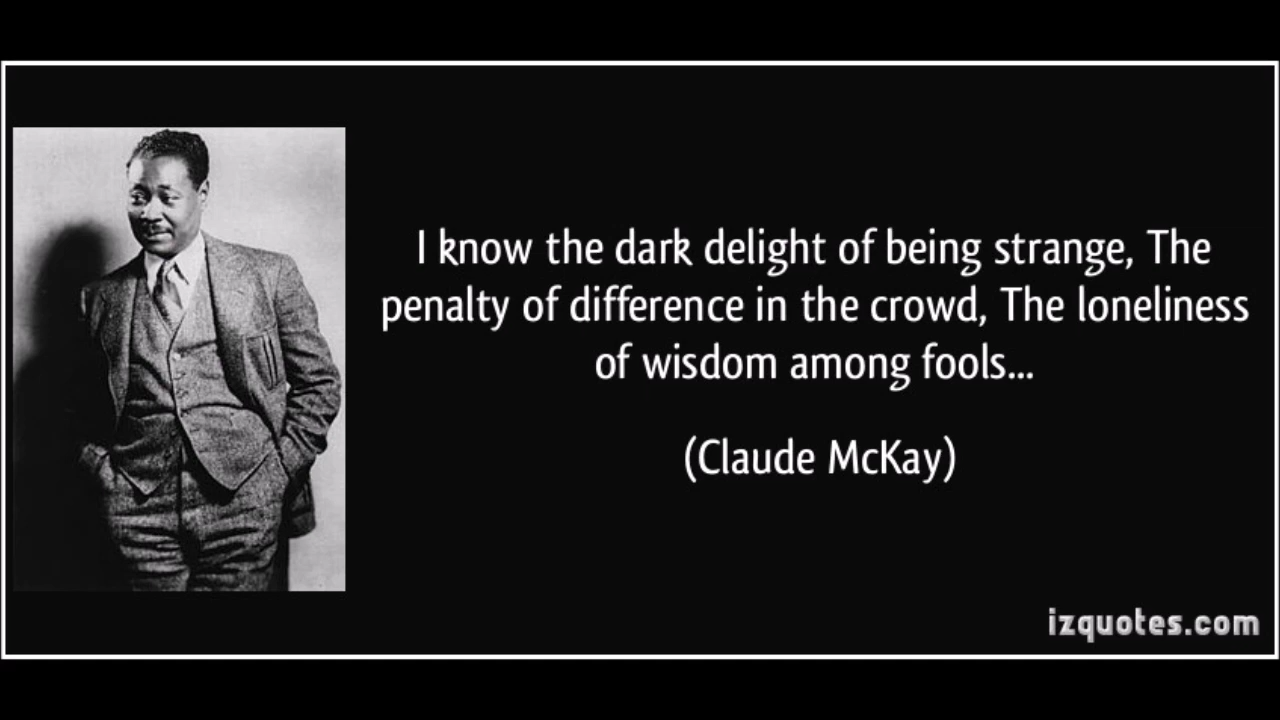 I know the dark delight of being strange, The
penalty of difference in the crowd, The loneliness
of wisdom among fools...
(Claude McKay)
izquotes.com